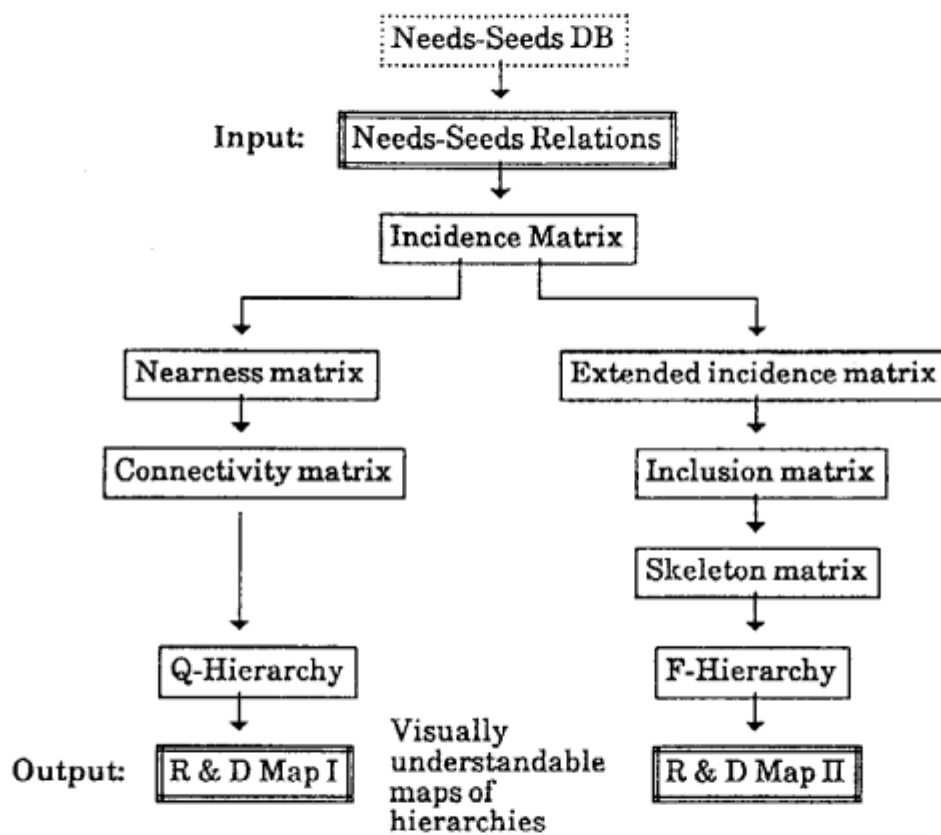 Needs-Seeds DB
Input: Needs-Seeds Relations
Incidence Matrix
Nearness matrix
Extended incidence matrix
Connectivity matrix
Inclusion matrix
Skeleton matrix
Q-Hierarchy
F-Hierarchy
Output: R & D Map I
Visually
understandable
maps of
hierarchies
R & D Map II